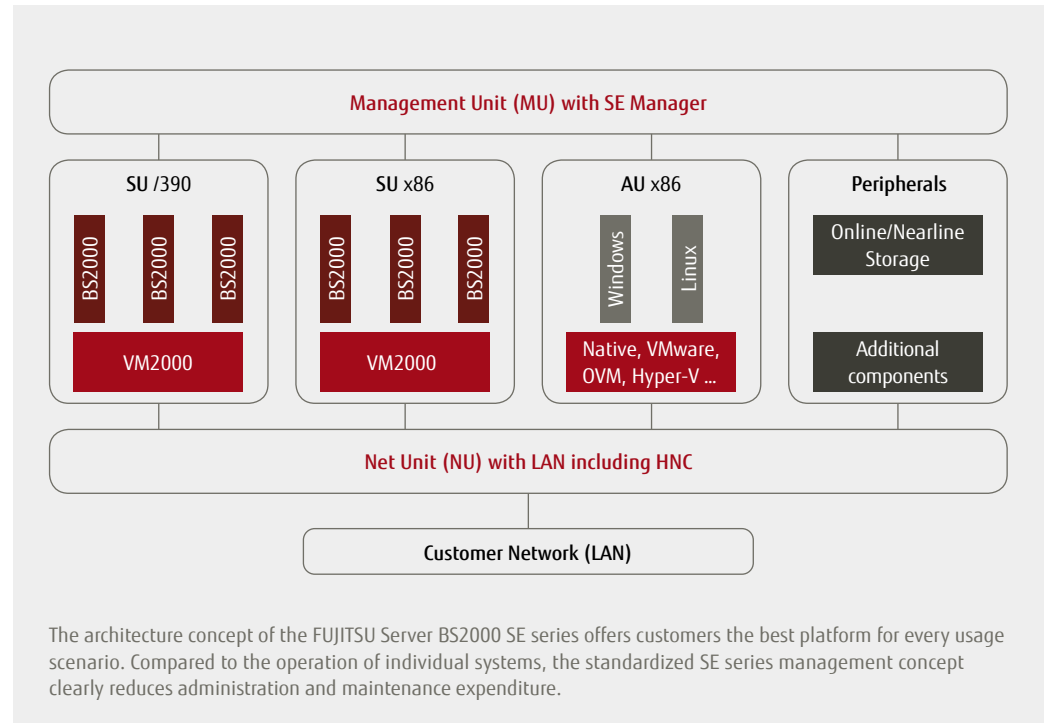 Management Unit (MU) with SE Manager
SU /390
BS2000
BS2000
BS2000
VM2000
SU x86
BS2000
BS2000
BS2000
VM2000
AU x86
Windows
Linux
Native, VMware,
OVM, Hyper-V ...
Peripherals
Online/Nearline
Storage
Additional
components
Net Unit (NU) with LAN including HNC
Customer Network (LAN)
The architecture concept of the FUJITSU Server BS2000 SE series offers customers the best platform for every usage
scenario. Compared to the operation of individual systems, the standardized SE series management concept
clearly reduces administration and maintenance expenditure.